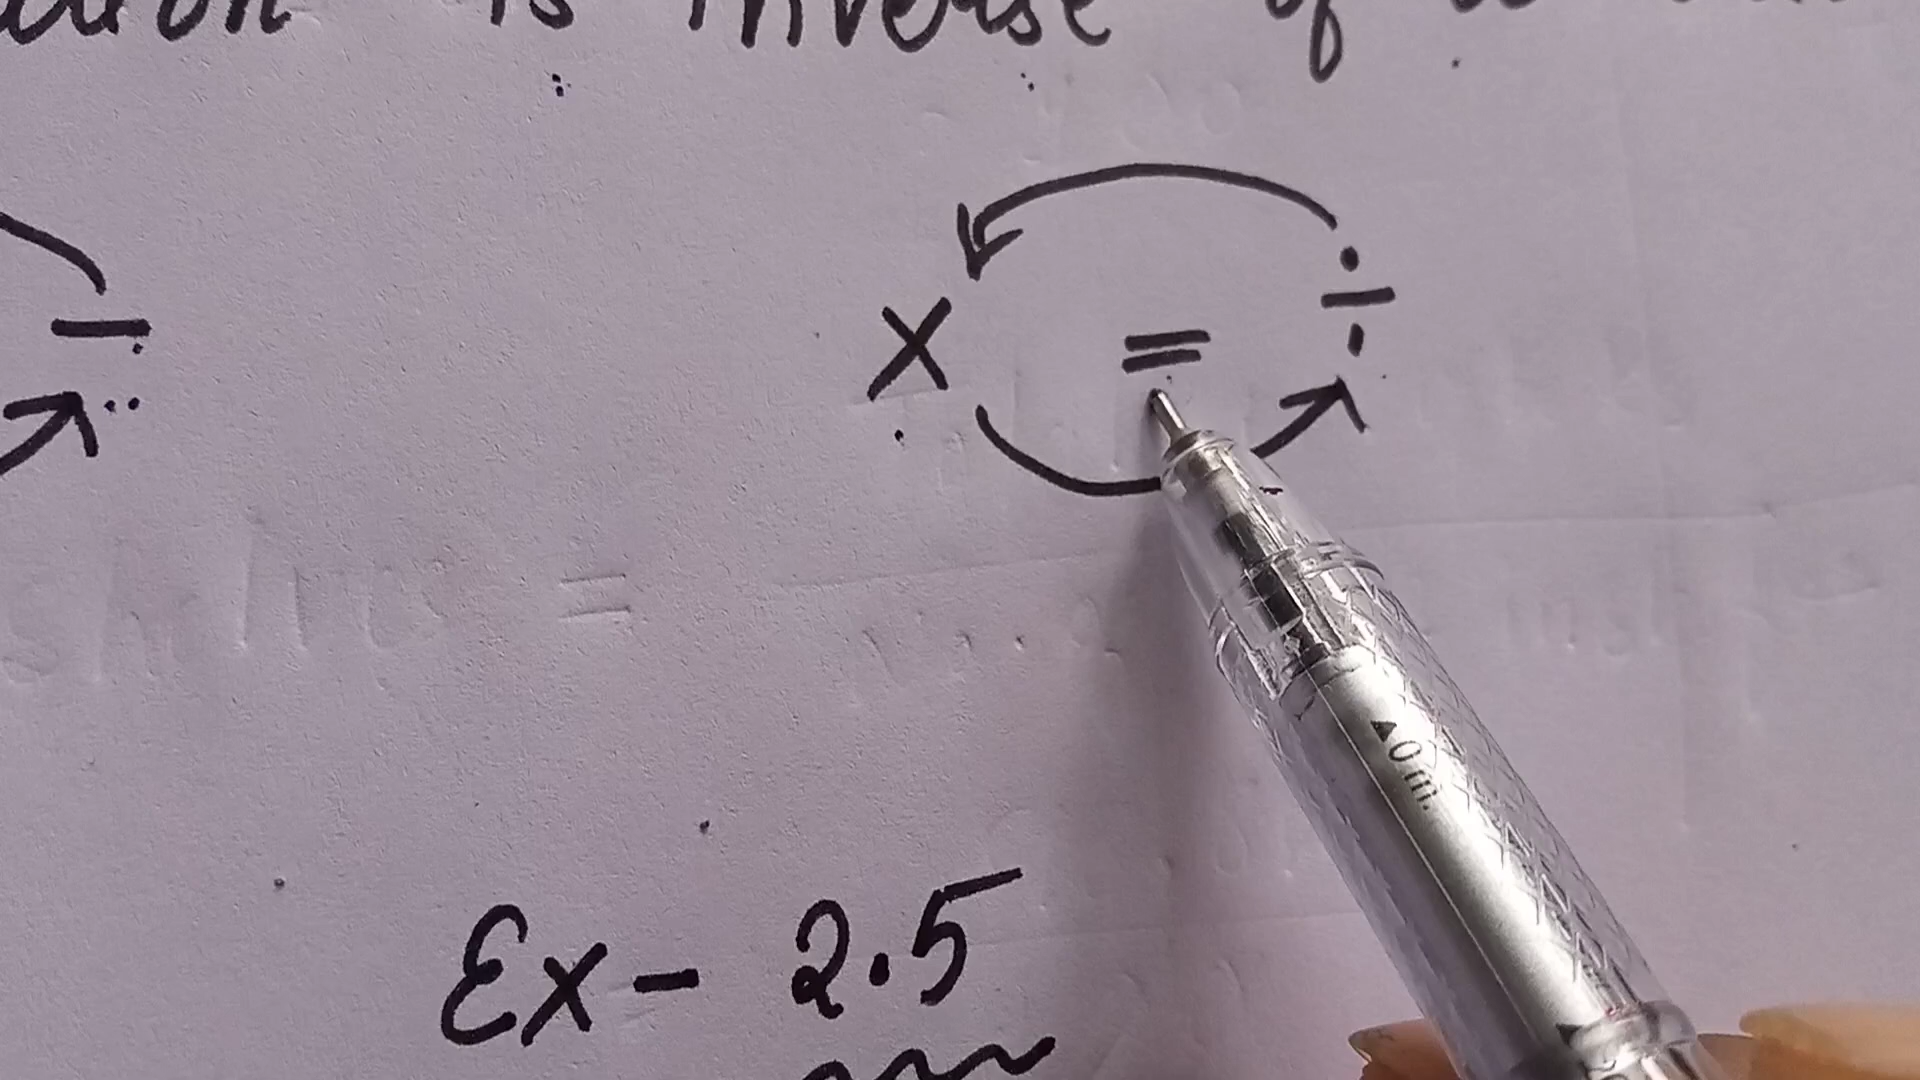 is inverse of
× = ÷
−
Ex - 2.5